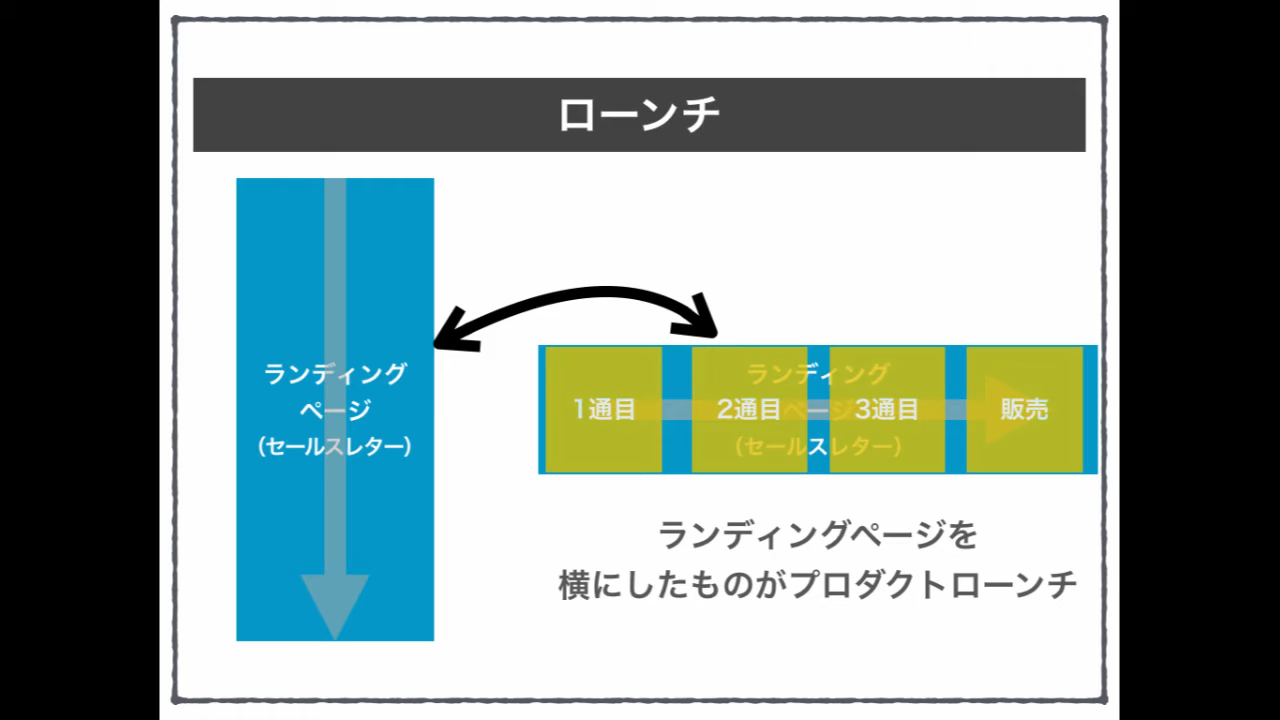 ローンチ
ランディング
ページ
(セールスレター)
ランディング
ページ
(セールスレター)
1通目
2通目
3通目
販売
ランディングページを
横にしたものがプロダクトローンチ